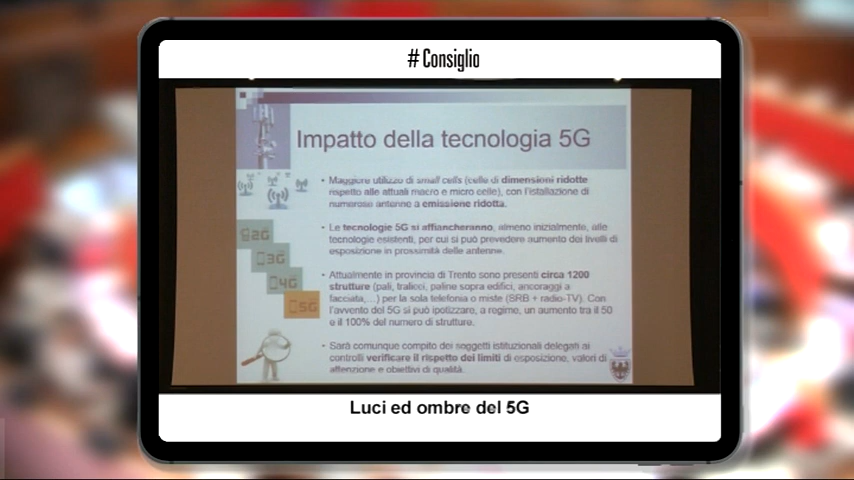 #Consiglio
Impatto della tecnologia 5G
• Maggiore utilizzo di small cells (celle di dimensioni ridotte
rispetto alle attuali macro e micro celle), con l'istallazione di
numerose antenne a emissione ridotta.
• Le tecnologie 5G si affiancheranno, almeno inizialmente, alle
tecnologie esistenti, per cui si può prevedere aumento dei livelli di
esposizione in prossimità delle antenne.
2G
3G
4G
5G
• Attualmente in provincia di Trento sono presenti circa 1200
strutture (pali, tralicci, paline sopra edifici, ancoraggi a
facciata,...) per la sola telefonia o miste (SRB + radio-TV). Con
l'avvento del 5G si può ipotizzare, a regime, un aumento tra il 50
e il 100% del numero di strutture.
• Sarà comunque compito dei soggetti istituzionali delegati ai
controlli verificare il rispetto dei limiti di esposizione, valori di
attenzione e obiettivi di qualità.
Luci ed ombre del 5G